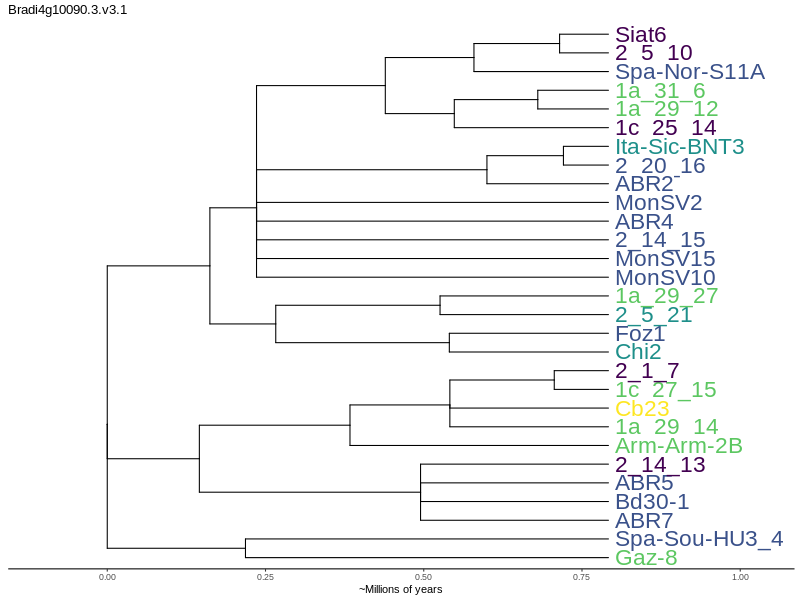 Bradi4g10090.3.v3.1
Siat6
2_5_10
Spa-Nor-S11A
1a_31_6
1a_29_12
1c_25_14
Ita-Sic-BNT3
2_20_16
ABR2
MonSV2
ABR4
2_14_15
MonSV15
MonSV10
1a_29_27
2_5_21
Foz1
Chi2
2_1_7
1c_27_15
Cb23
1a_29_14
Arm-Arm-2B
2_14_13
ABR5
Bd30-1
ABR7
Spa-Sou-HU3_4
Gaz-8
0.00 0.25 0.50 0.75 1.00
~Millions of years